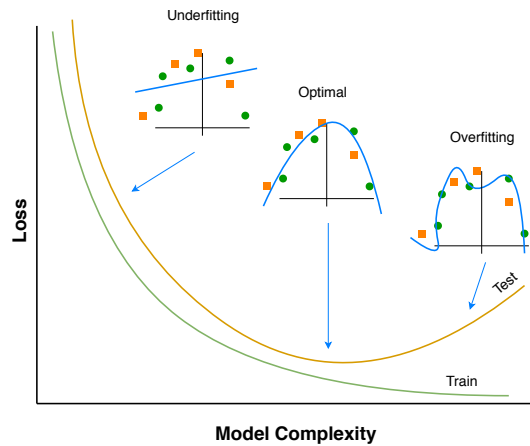 Underfitting
Optimal
Overfitting
Loss
Test
Train
Model Complexity